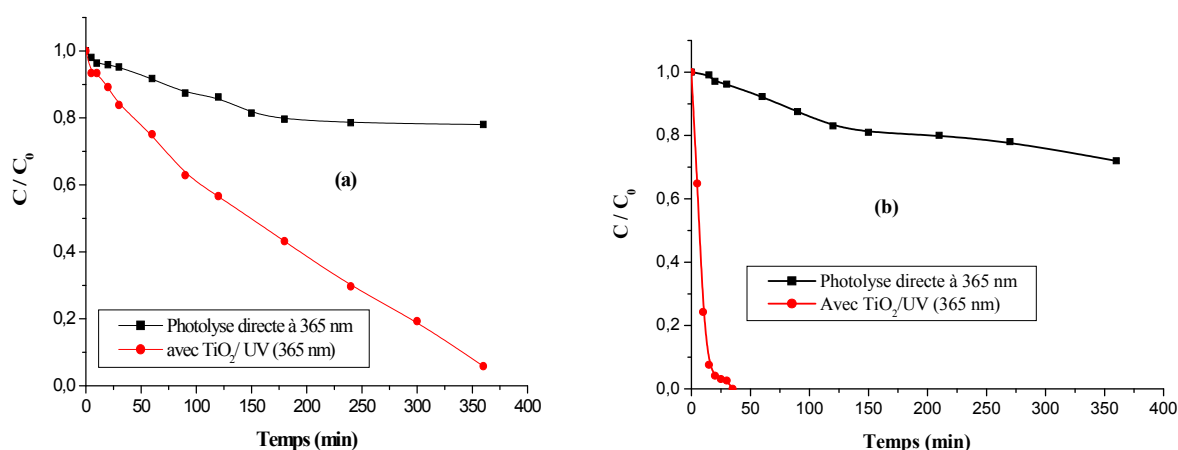 1,0
0,8
0,6
0,4
0,2
0,0
C / C₀
(a)
Photolyse directe à 365 nm
avec TiO₂/ UV (365 nm)
0 50 100 150 200 250 300 350 400
Temps (min)
1,0
0,8
0,6
0,4
0,2
0,0
C / C₀
(b)
Photolyse directe à 365 nm
Avec TiO₂/UV (365 nm)
0 50 100 150 200 250 300 350 400
Temps (min)